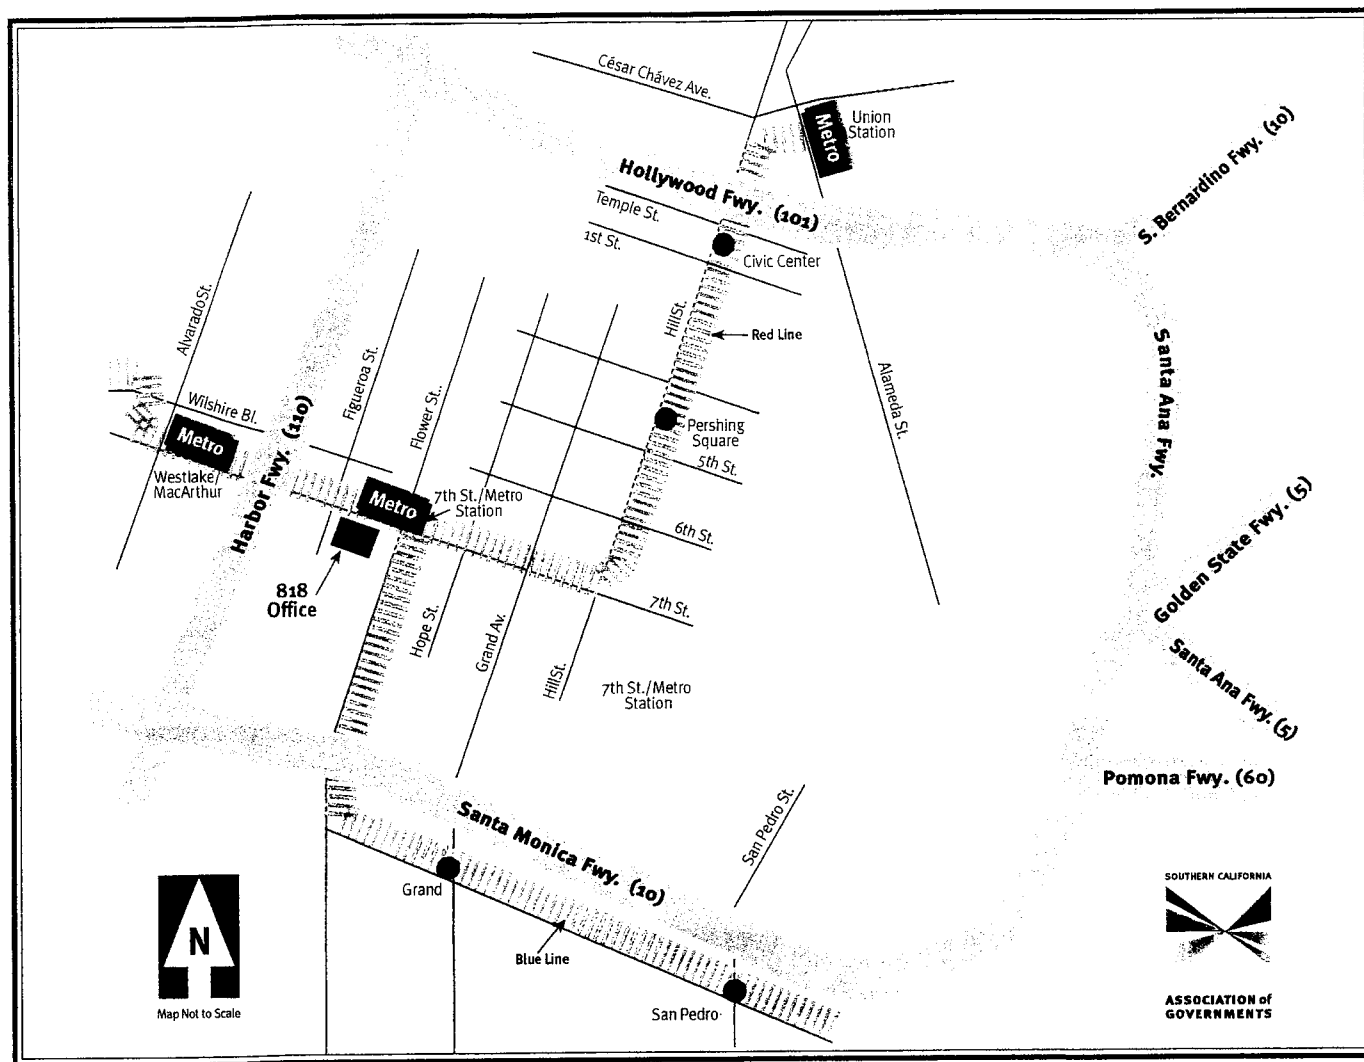 César Chávez Ave.
Metro
Union
Station
S. Bernardino Fwy. (10)
Hollywood Fwy. (101)
Temple St.
1st St.
Civic Center
Alvarado St.
Hill St.
Red Line
Santa Ana Fwy.
Figueroa St.
Flower St.
Alameda St.
Wilshire Bl.
Metro
Westlake/
MacArthur
Harbor Fwy. (110)
Pershing
Square
5th St.
Metro
7th St./Metro
Station
6th St.
Golden State Fwy. (5)
818
Office
7th St.
Hope St.
Grand Av.
Hill St.
7th St./Metro
Station
Santa Ana Fwy. (5)
Pomona Fwy. (60)
Santa Monica Fwy. (10)
San Pedro St.
Grand
Blue Line
San Pedro
N
Map Not to Scale
SOUTHERN CALIFORNIA
ASSOCIATION of
GOVERNMENTS